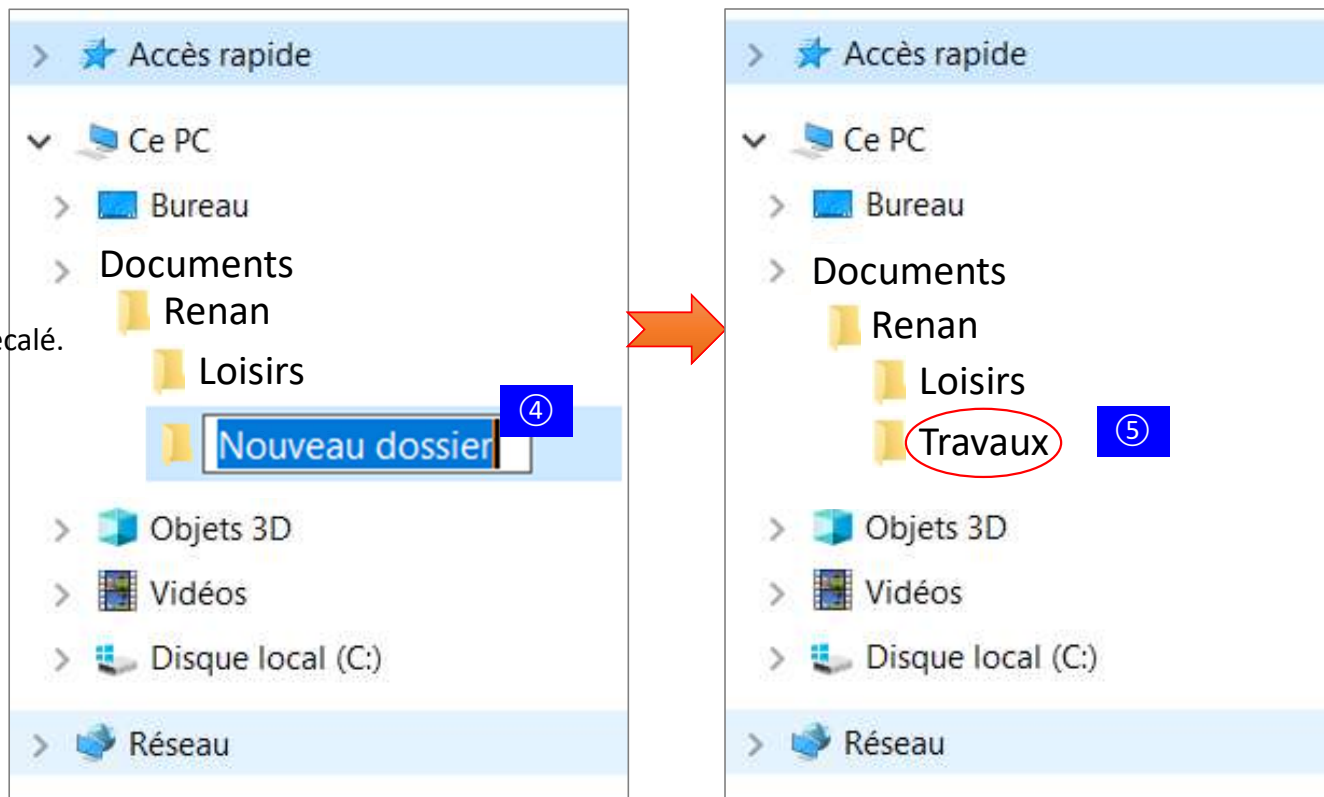 Accès rapide
Ce PC
Bureau
Documents
Renan
écalé.
Loisirs
④
Nouveau dossier
Objets 3D
Vidéos
Disque local (C:)
Réseau
Accès rapide
Ce PC
Bureau
Documents
Renan
Loisirs
Travaux
⑤
Objets 3D
Vidéos
Disque local (C:)
Réseau